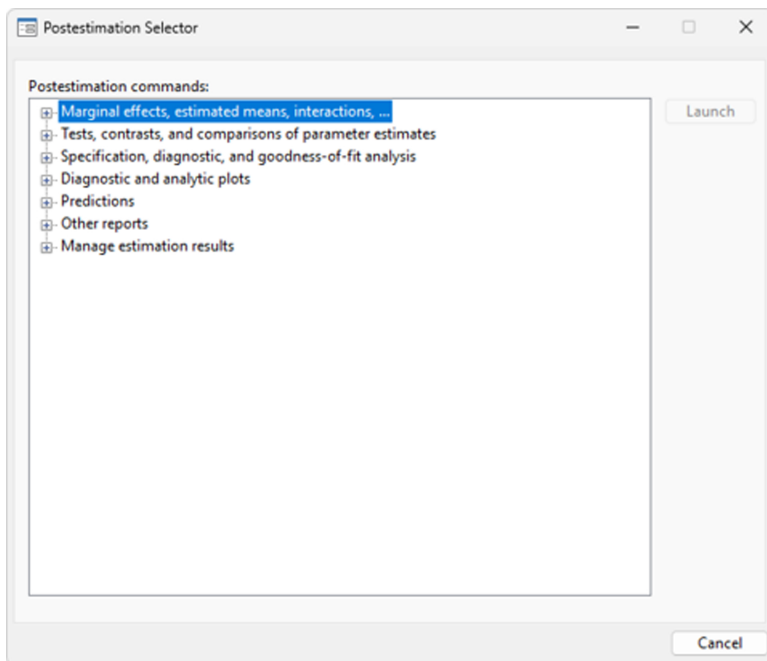 Postestimation Selector
Postestimation commands:
Marginal effects, estimated means, interactions, ...
Launch
Tests, contrasts, and comparisons of parameter estimates
Specification, diagnostic, and goodness-of-fit analysis
Diagnostic and analytic plots
Predictions
Other reports
Manage estimation results
Cancel